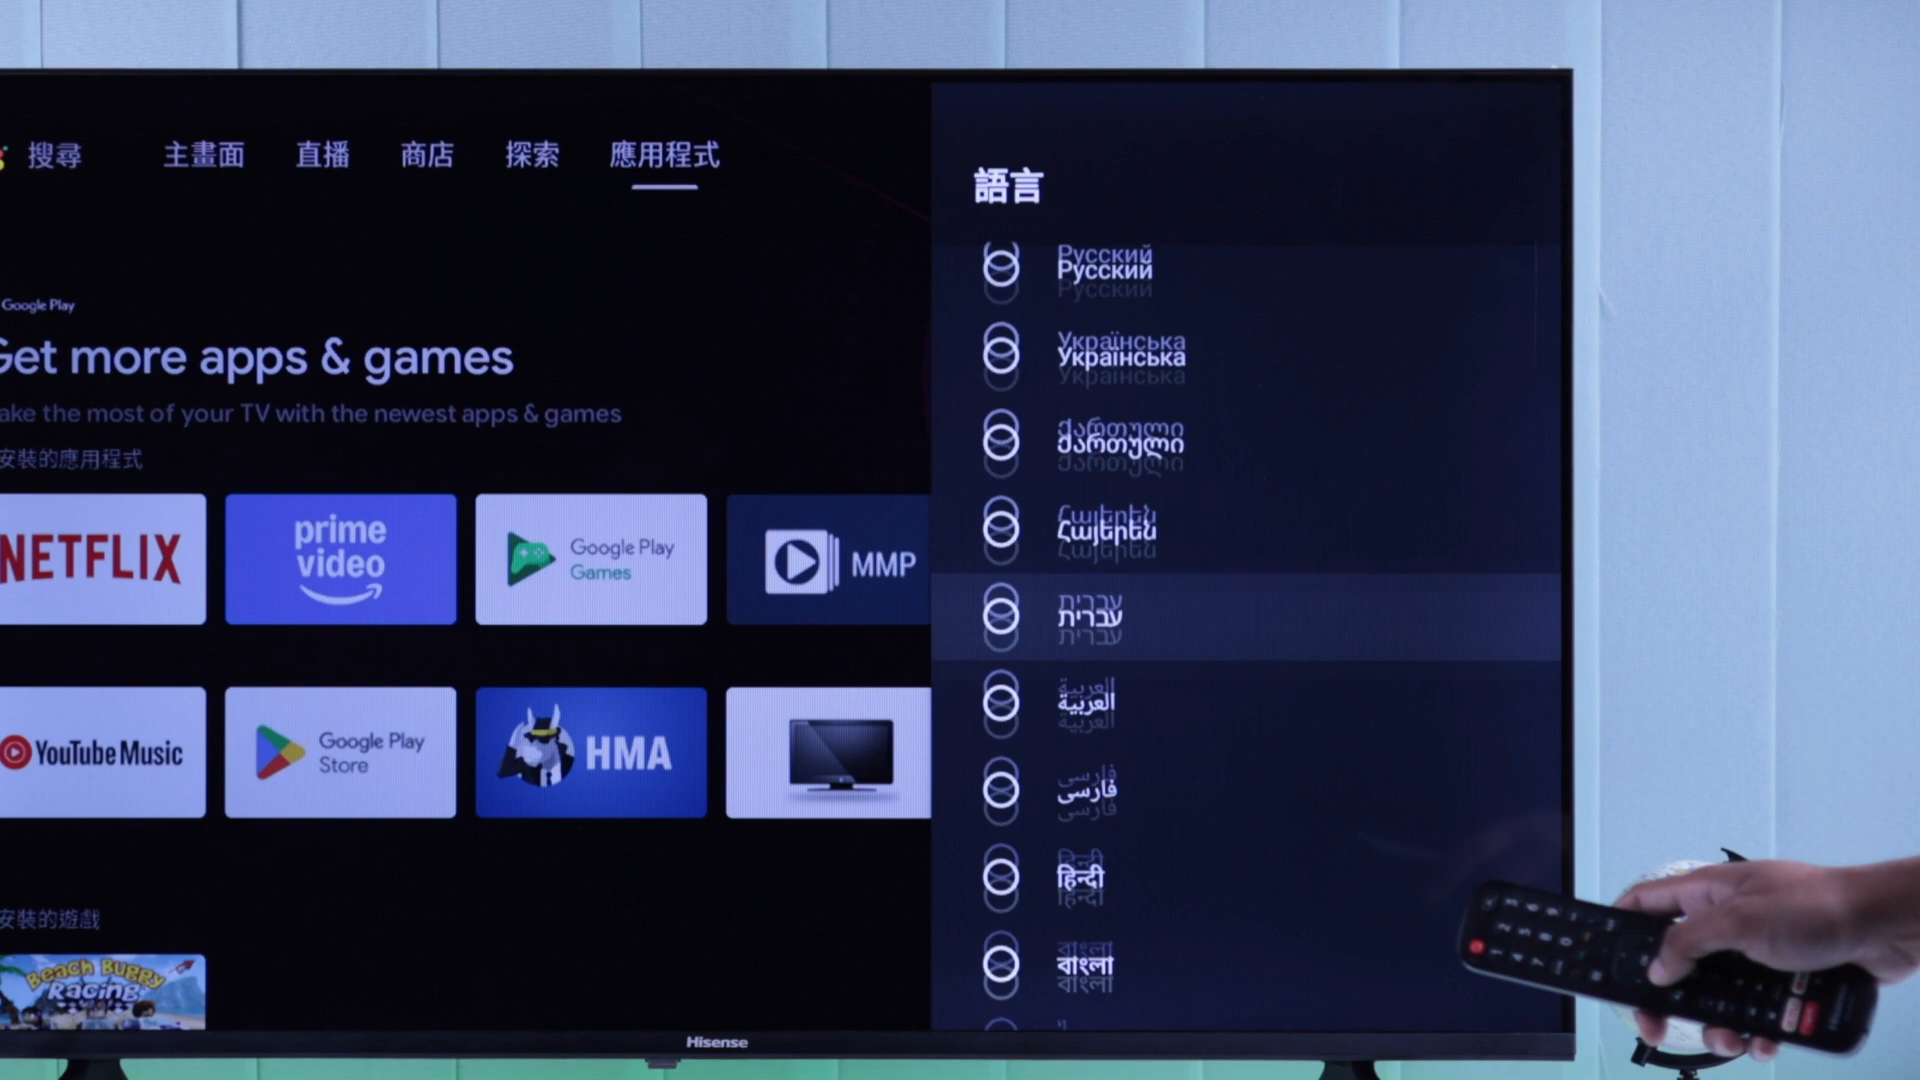 搜尋
主畫面
直播
商店
探索
應用程式
Google Play
Get more apps & games
ake the most of your TV with the newest apps & games
安裝的應用程式
NETFLIX
prime video
Google Play Games
MMP
YouTube Music
Google Play Store
HMA
安裝的遊戲
Beach Buggy
Racing
語言
Русский
Українська
ქართული
Հայերեն
עברית
العربية
فارسی
हिन्दी
বাংলা
Hisense